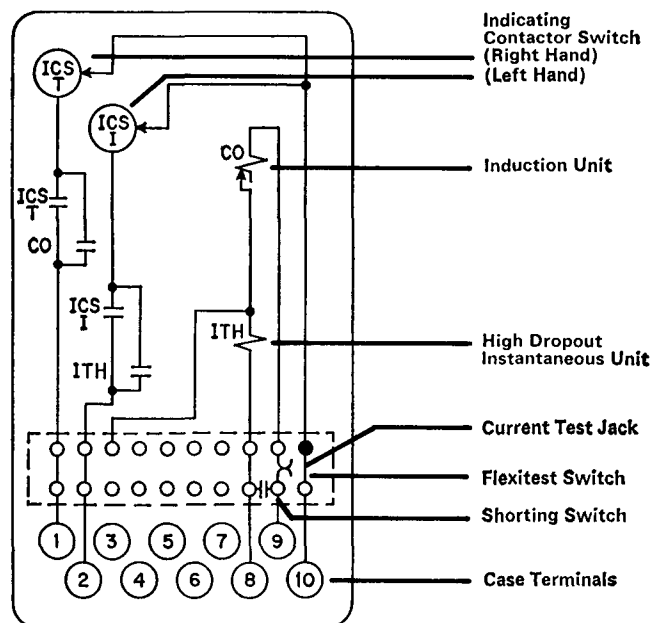 Indicating
Contactor Switch
(Right Hand)
(Left Hand)
ICS
T
ICS
I
CO
Induction Unit
ICS
T
CO
ICS
I
ITH
ITH
High Dropout
Instantaneous Unit
Current Test Jack
Flexitest Switch
Shorting Switch
1
3
5
7
9
2
4
6
8
10
Case Terminals